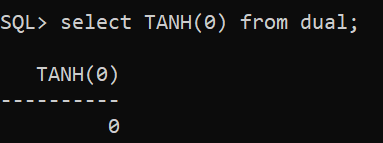 SQL> select TANH(0) from dual;
TANH(0)
----------
0